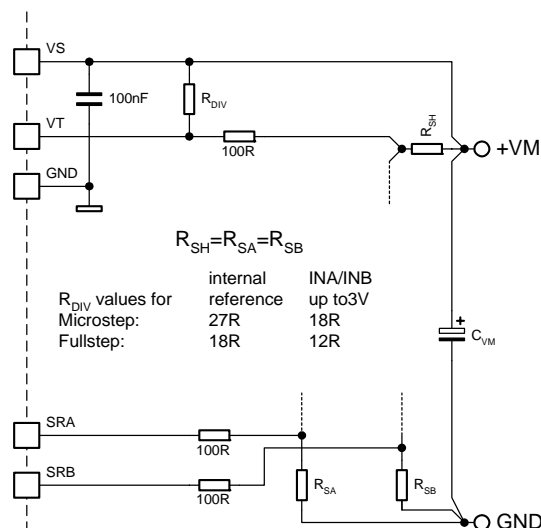 VS
100nF
R_DIV
VT
100R
R_SH
+VM
GND
R_SH=R_SA=R_SB
R_DIV values for internal reference INA/INB up to3V
Microstep: 27R 18R
Fullstep: 18R 12R
+
C_VM
SRA
100R
SRB
100R
R_SA
R_SB
GND